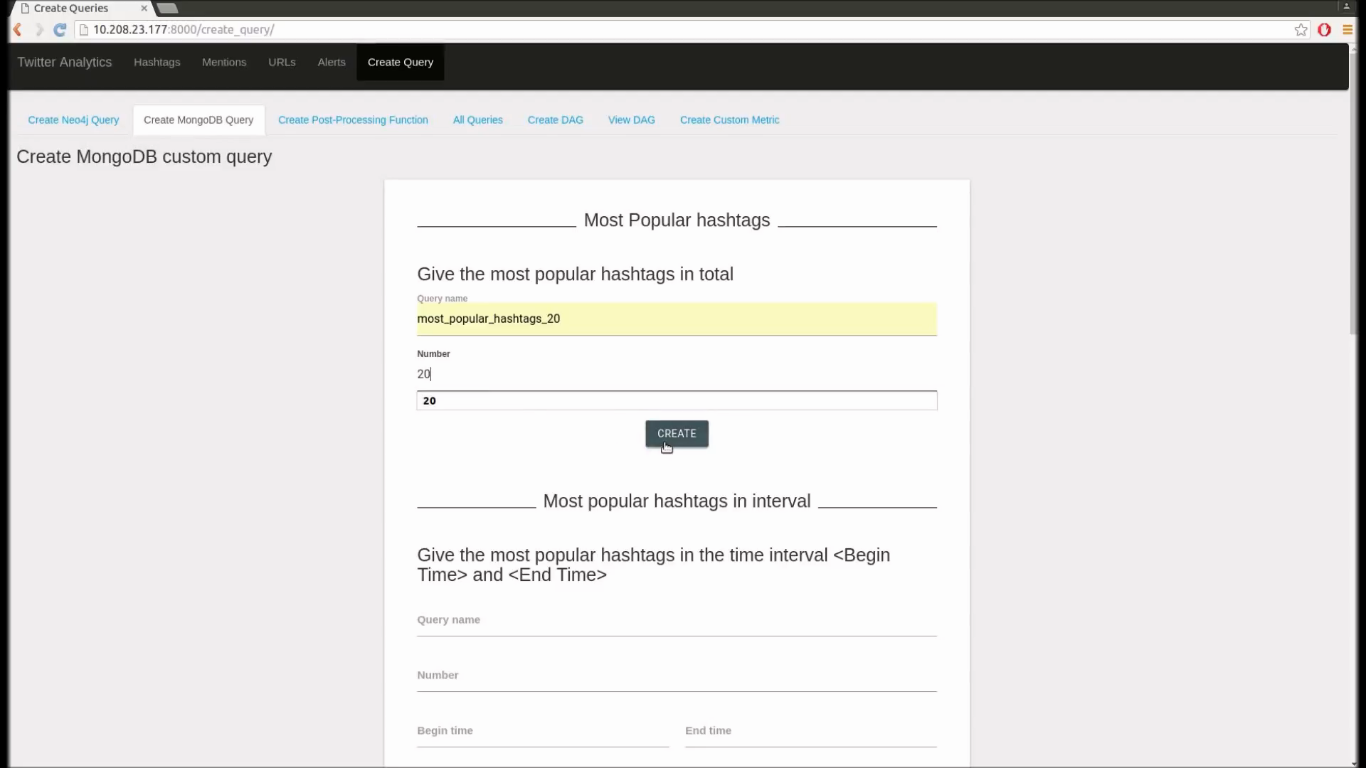 Create Queries
10.208.23.177:8000/create_query/
Twitter Analytics Hashtags Mentions URLs Alerts Create Query
Create Neo4j Query Create MongoDB Query Create Post-Processing Function All Queries Create DAG View DAG Create Custom Metric
Create MongoDB custom query
Most Popular hashtags
Give the most popular hashtags in total
Query name
most_popular_hashtags_20
Number
20
20
CREATE
Most popular hashtags in interval
Give the most popular hashtags in the time interval <Begin
Time> and <End Time>
Query name
Number
Begin time End time